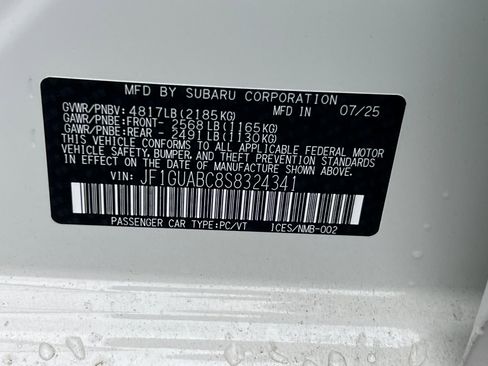 MFD BY SUBARU CORPORATION
GVWR/PNBV: 4817LB(2185KG) MFD IN 07/25
GAWR/PNBE:FRONT- 2568LB(1165KG)
GAWR/PNBE:REAR - 2491LB(1130KG)
THIS VEHICLE CONFORMS TO ALL APPLICABLE FEDERAL MOTOR
VEHICLE SAFETY, BUMPER, AND THEFT PREVENTION STANDARDS
IN EFFECT ON THE DATE OF MANUFACTURE SHOWN ABOVE.
VIN: JF1GUABC8S8324341
PASSENGER CAR TYPE:PC/VT ICES/NMB-002